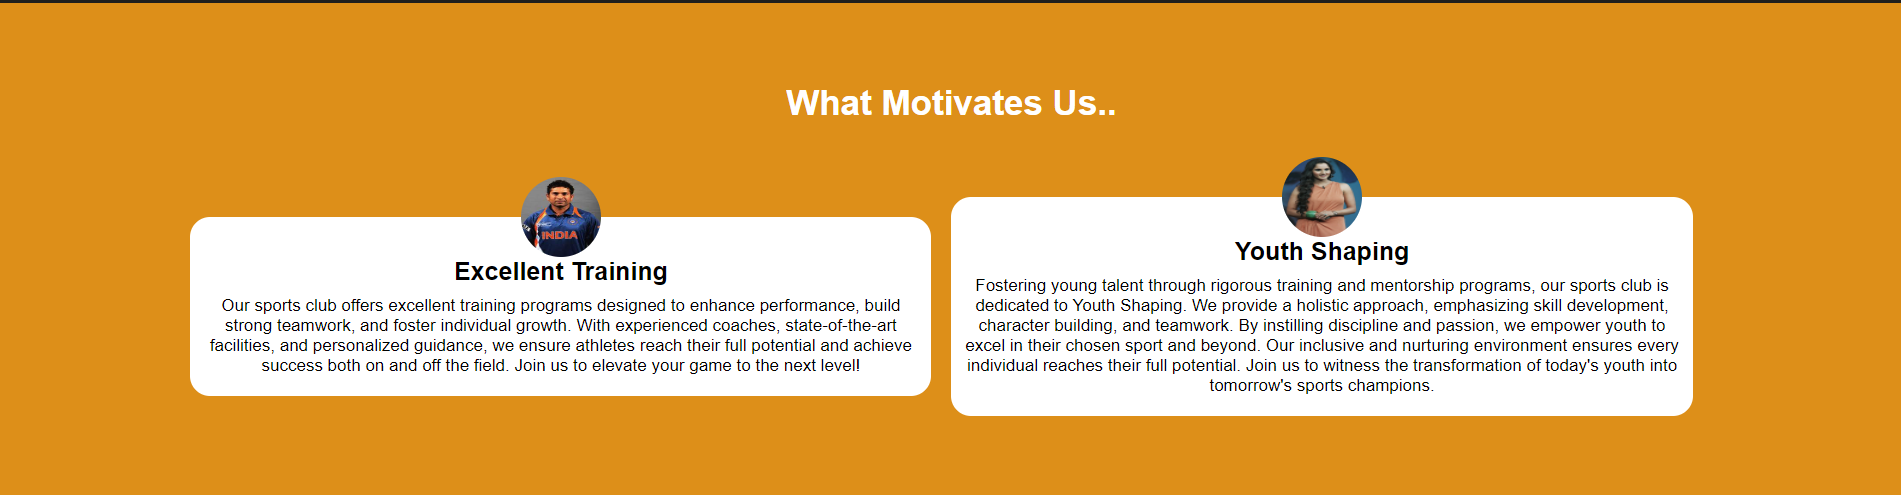 What Motivates Us..
INDIA
Excellent Training
Our sports club offers excellent training programs designed to enhance performance, build
strong teamwork, and foster individual growth. With experienced coaches, state-of-the-art
facilities, and personalized guidance, we ensure athletes reach their full potential and achieve
success both on and off the field. Join us to elevate your game to the next level!
Youth Shaping
Fostering young talent through rigorous training and mentorship programs, our sports club is
dedicated to Youth Shaping. We provide a holistic approach, emphasizing skill development,
character building, and teamwork. By instilling discipline and passion, we empower youth to
excel in their chosen sport and beyond. Our inclusive and nurturing environment ensures every
individual reaches their full potential. Join us to witness the transformation of today's youth into
tomorrow's sports champions.